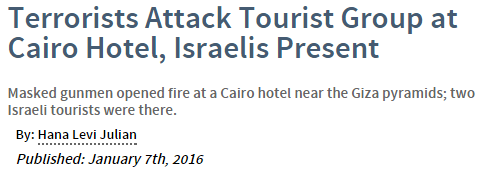 Terrorists Attack Tourist Group at
Cairo Hotel, Israelis Present
Masked gunmen opened fire at a Cairo hotel near the Giza pyramids; two
Israeli tourists were there.
By: Hana Levi Julian
Published: January 7th, 2016